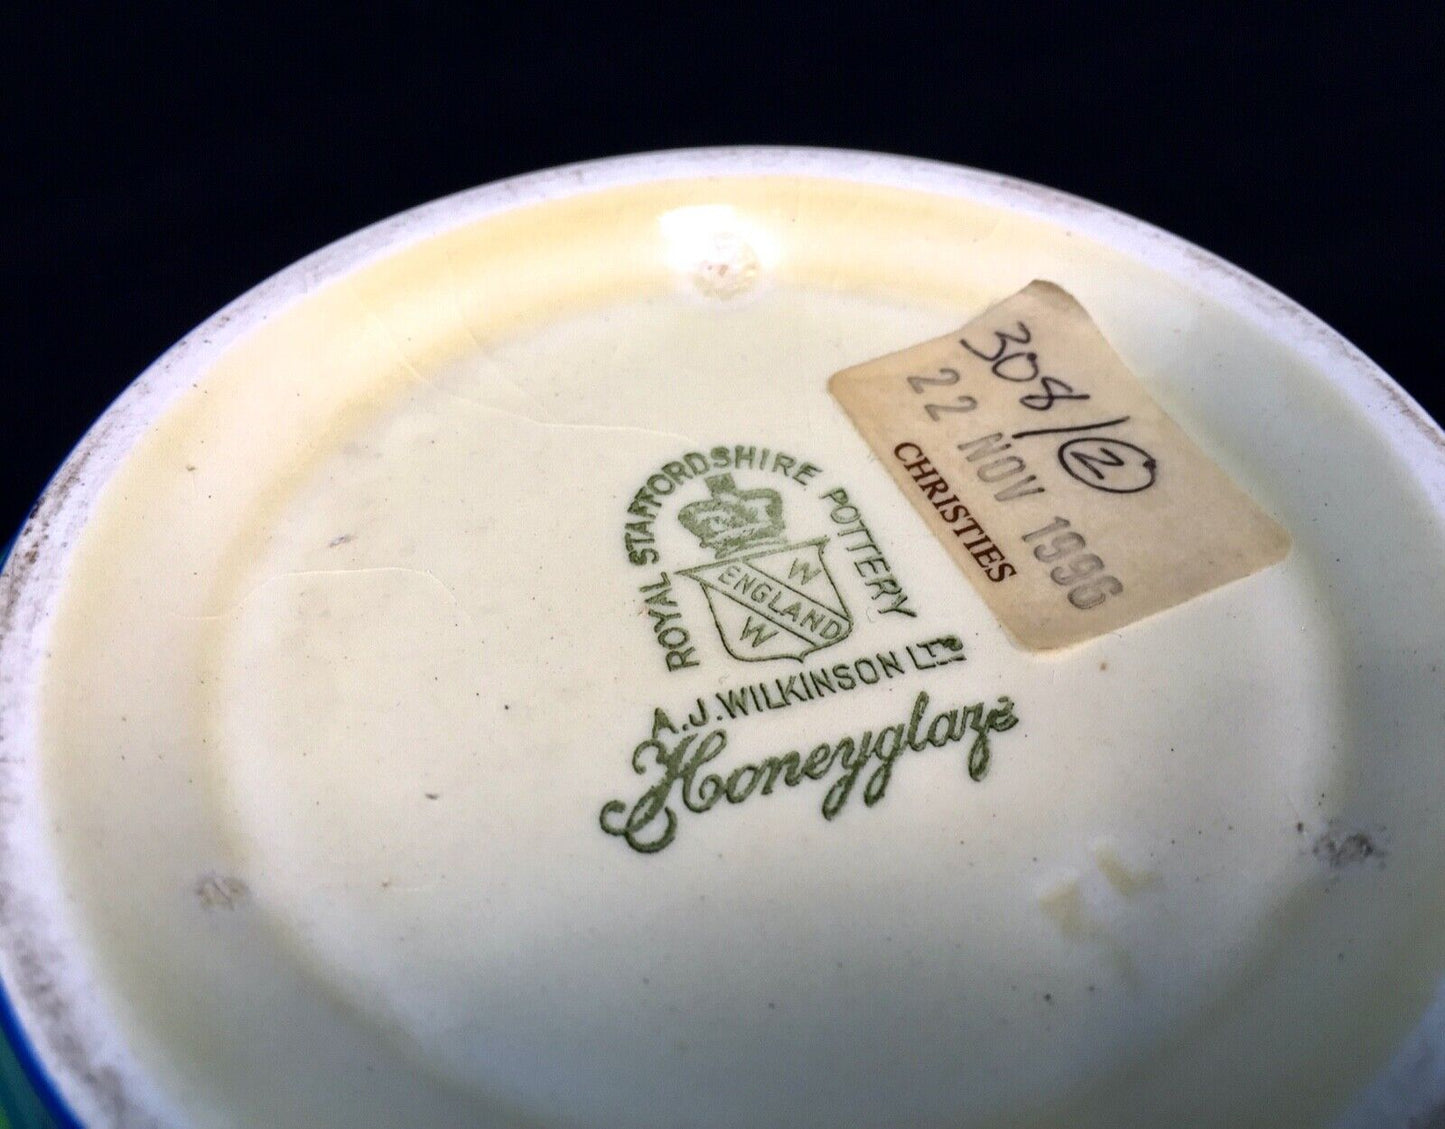 ROYAL STAFFORDSHIRE POTTERY
W
ENGLAND
W
A.J. WILKINSON LTD
Honeyglaze
308/2
22 NOV 1996
CHRISTIES